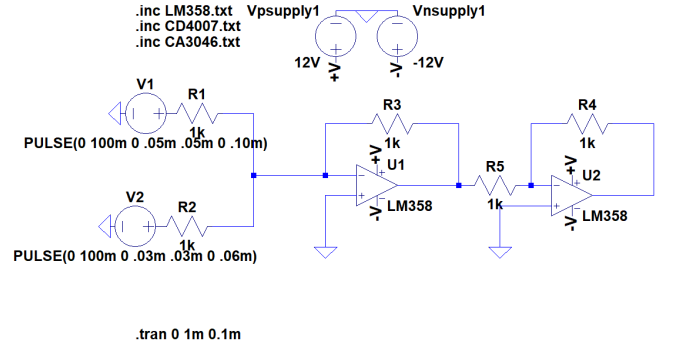 .inc LM358.txt
.inc CD4007.txt
.inc CA3046.txt
Vpsupply1
Vnsupply1
12V
-12V
+V
-V
V1
R1
1k
PULSE(0 100m 0 .05m .05m 0 .10m)
V2
R2
1k
PULSE(0 100m 0 .03m .03m 0 .06m)
R3
1k
+V
U1
-V
LM358
R5
1k
R4
1k
+V
U2
-V
LM358
.tran 0 1m 0.1m